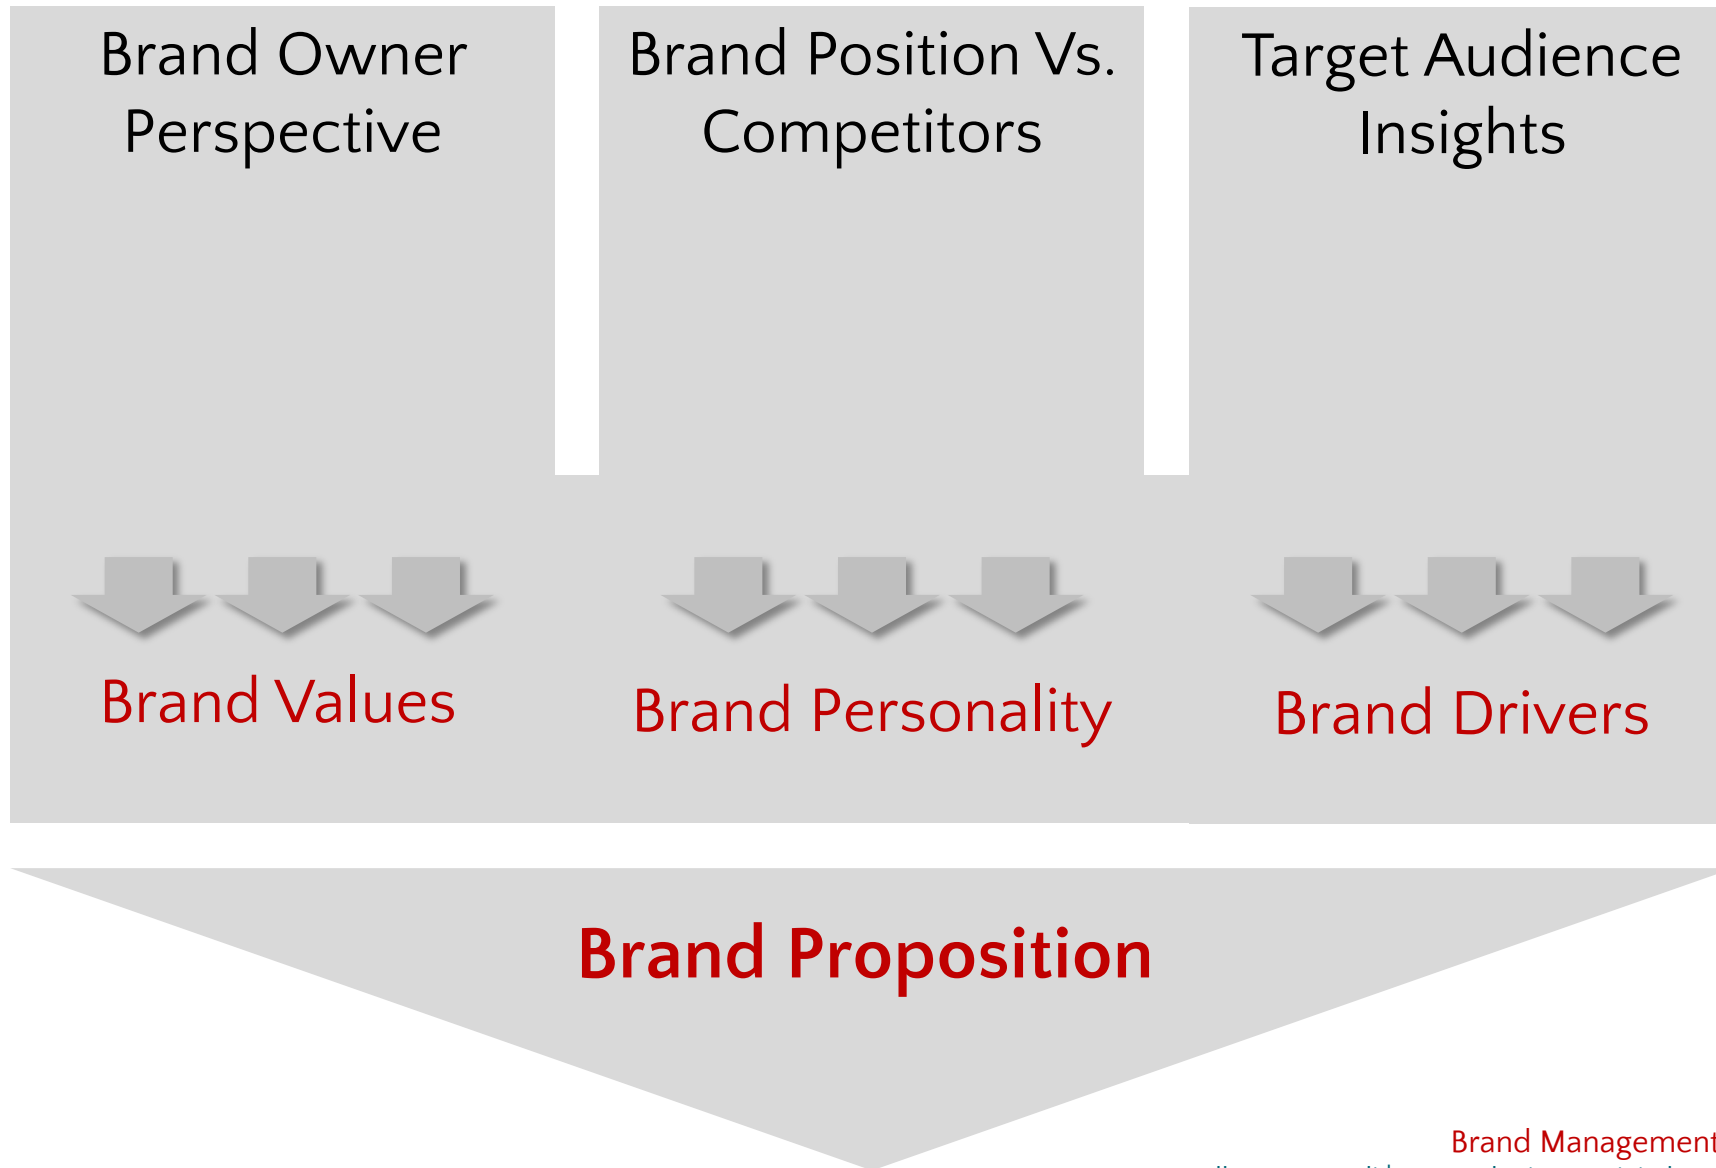 Brand Owner
Perspective
Brand Position Vs.
Competitors
Target Audience
Insights
Brand Values
Brand Personality
Brand Drivers
Brand Proposition
Brand Management